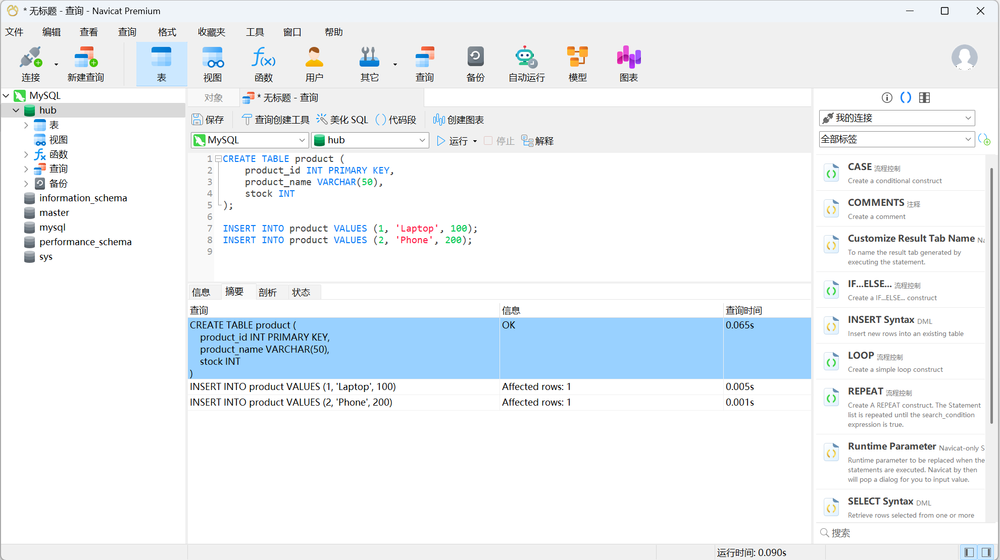 * 无标题 - 查询 - Navicat Premium
文件 编辑 查看 查询 格式 收藏夹 工具 窗口 帮助
连接 新建查询 表 视图 函数 用户 其它 查询 备份 自动运行 模型 图表
MySQL
hub
表
视图
函数
查询
备份
information_schema
master
mysql
performance_schema
sys
对象 * 无标题 - 查询
保存 查询创建工具 美化 SQL 代码段 创建图表
MySQL hub 运行 停止 解释
1 CREATE TABLE product (
2 product_id INT PRIMARY KEY,
3 product_name VARCHAR(50),
4 stock INT
5 );
6
7 INSERT INTO product VALUES (1, 'Laptop', 100);
8 INSERT INTO product VALUES (2, 'Phone', 200);
9
信息 摘要 剖析 状态
查询 信息 查询时间
CREATE TABLE product ( OK 0.065s
product_id INT PRIMARY KEY,
product_name VARCHAR(50),
stock INT
)
INSERT INTO product VALUES (1, 'Laptop', 100) Affected rows: 1 0.005s
INSERT INTO product VALUES (2, 'Phone', 200) Affected rows: 1 0.001s
我的连接
全部标签
CASE 流程控制
Create a conditional construct
COMMENTS 注释
Create a comment
Customize Result Tab Name Na
To name the result tab generated by
executing the statement.
IF...ELSE... 流程控制
Create a IF...ELSE... construct
INSERT Syntax DML
Insert new rows into an existing table
LOOP 流程控制
Create a simple loop construct
REPEAT 流程控制
Create A REPEAT construct. The Statement
list is repeated until the search_condition
expression is true.
Runtime Parameter Navicat-only S
Runtime parameter to be replaced when the
statements are executed. Navicat by then
will pop a dialog for you to input value.
SELECT Syntax DML
Retrieve rows selected from one or more
搜索
运行时间: 0.090s